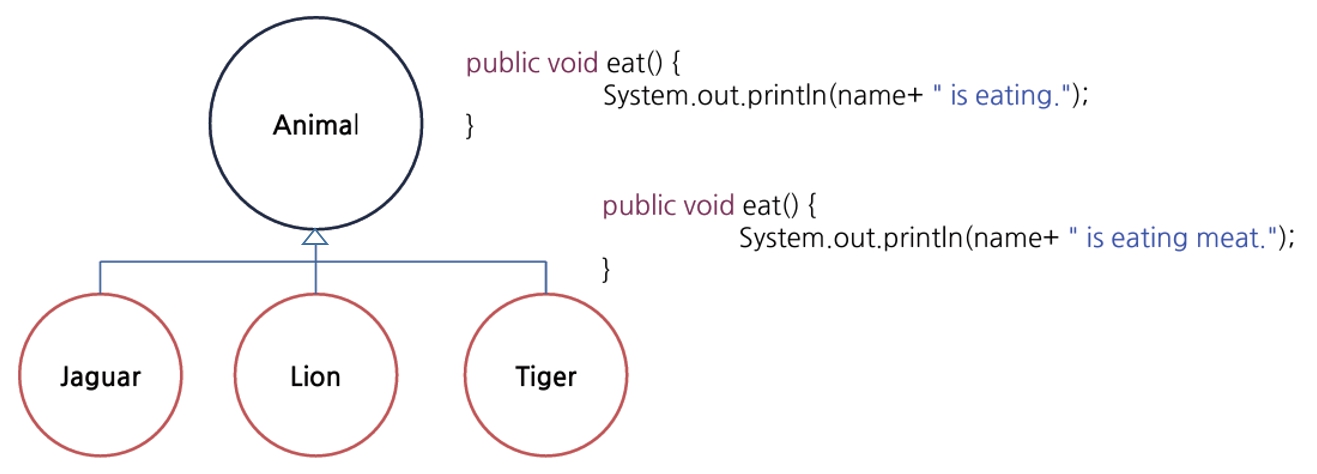 public void eat() {
System.out.println(name+ " is eating.");
}
Animal
public void eat() {
System.out.println(name+ " is eating meat.");
}
Jaguar
Lion
Tiger